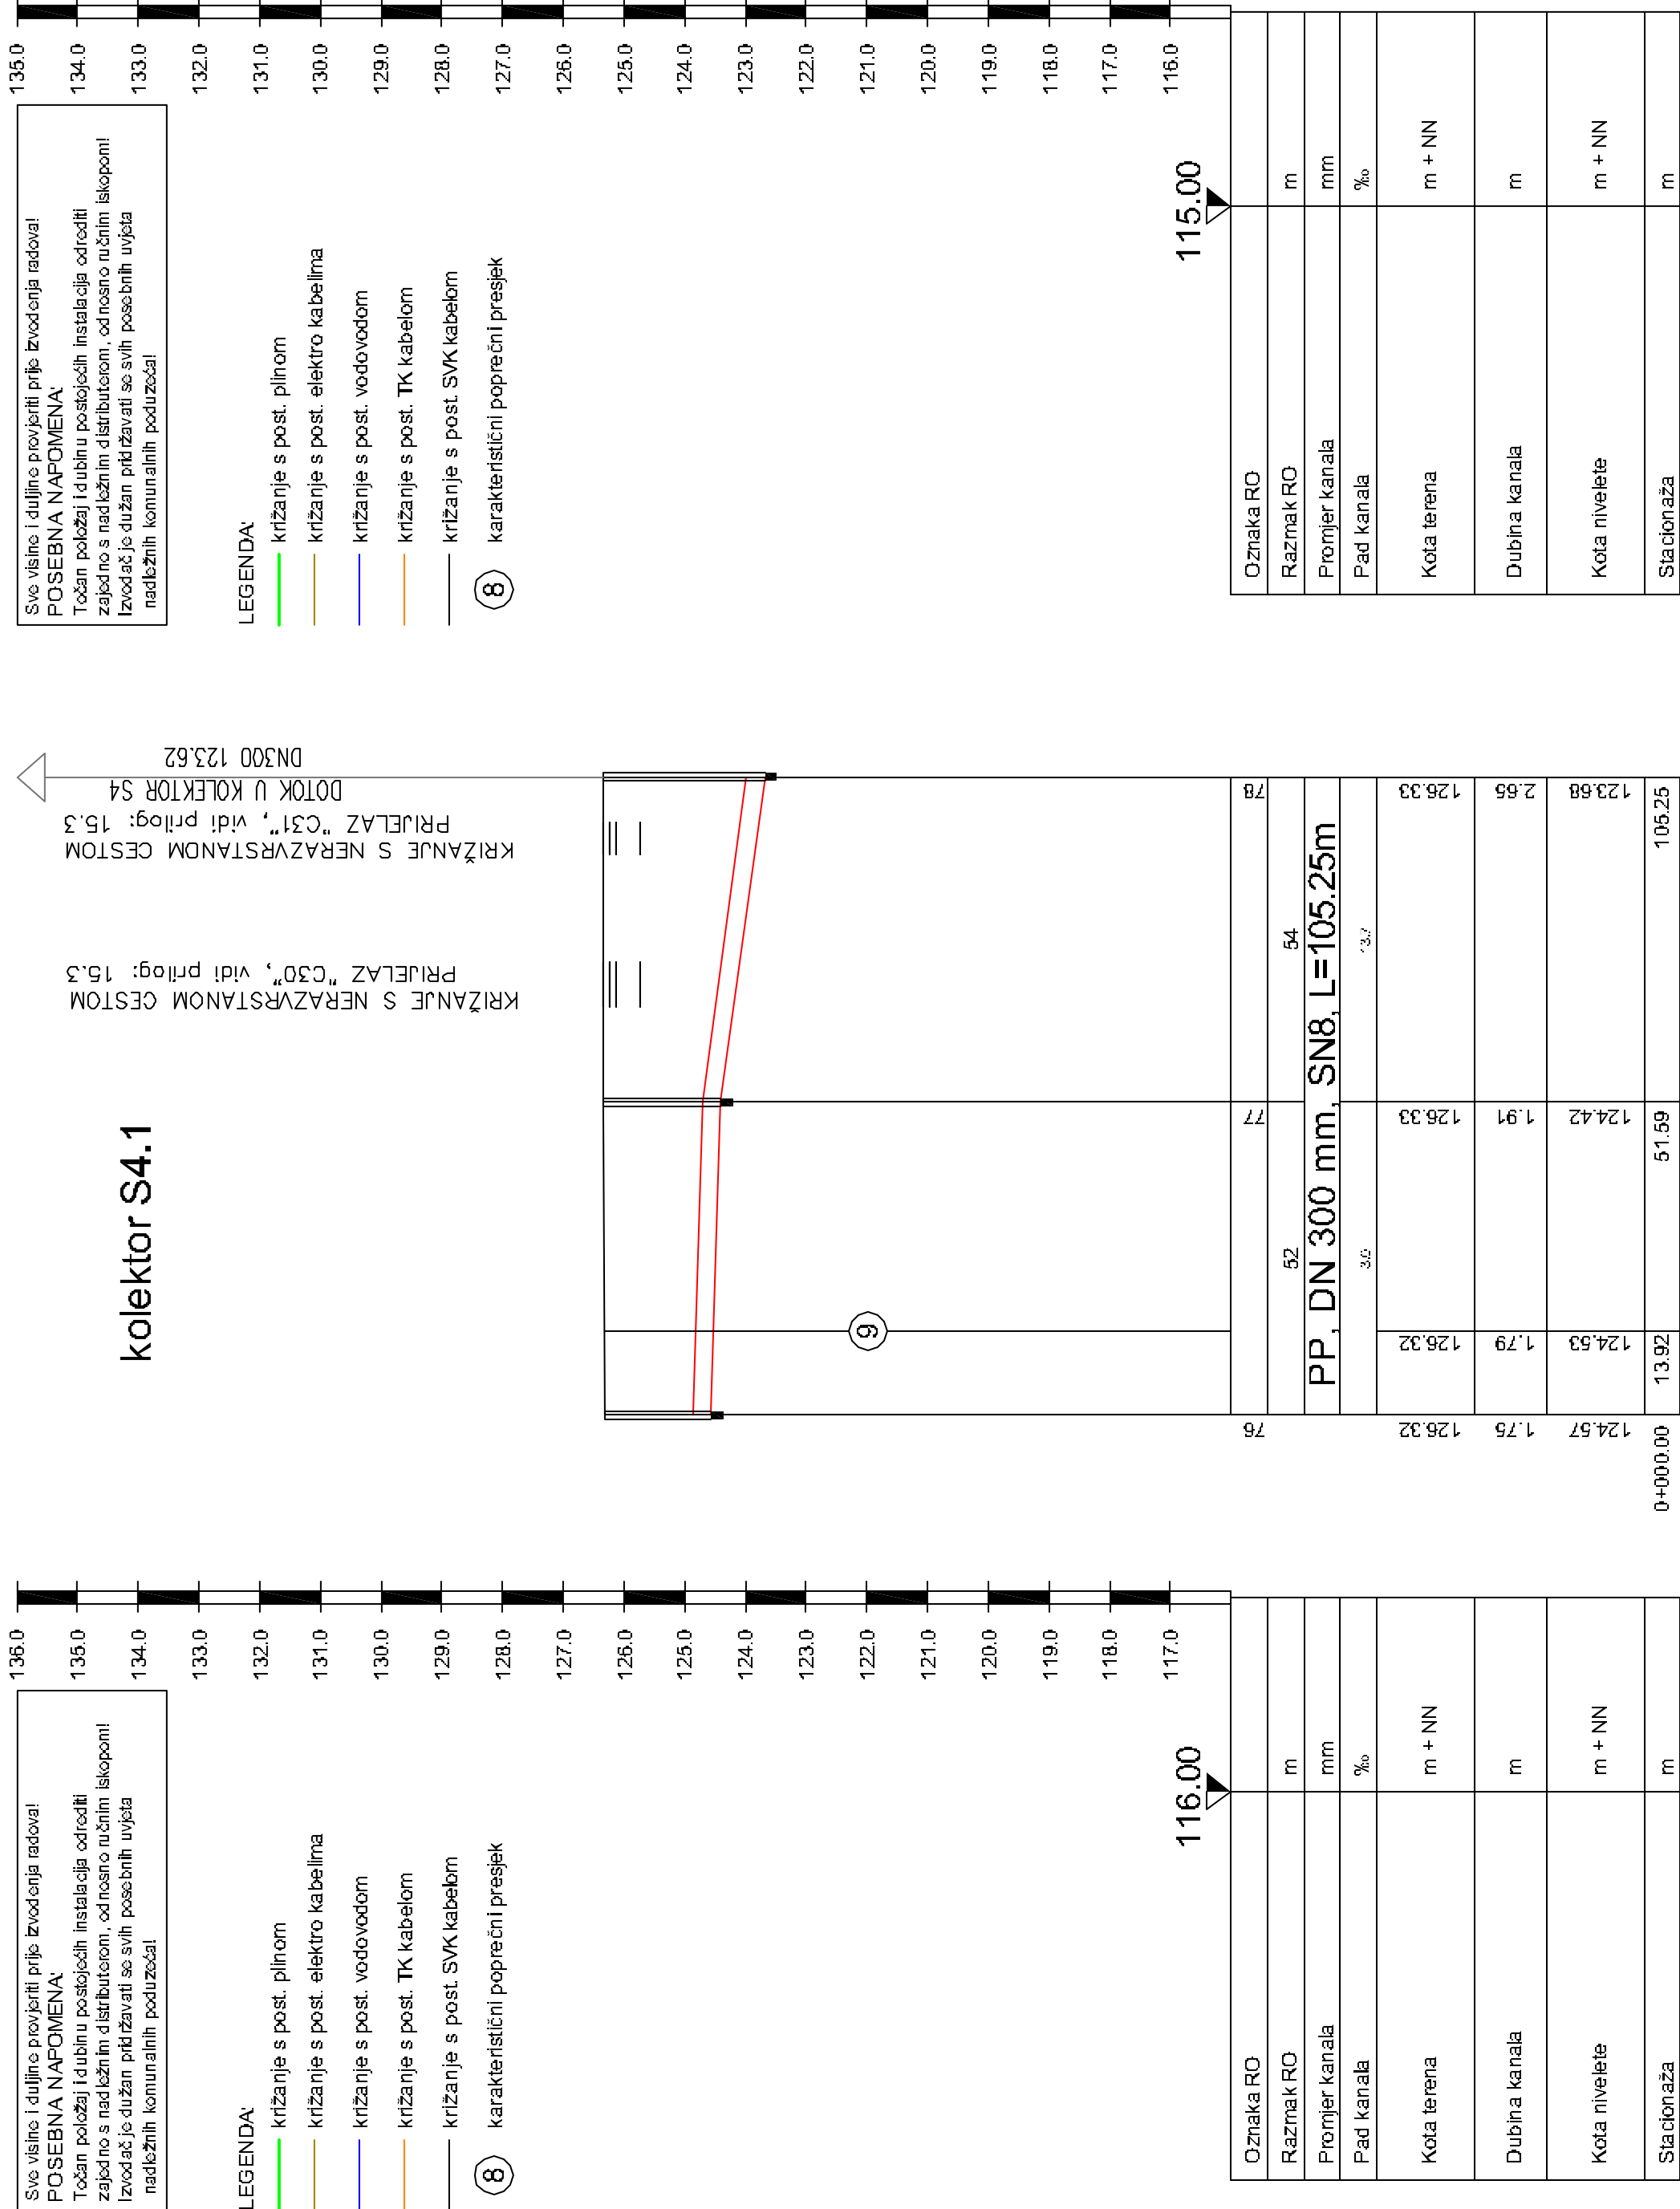 Sve visine i duljine provjeriti prije izvođenja radova!
POSEBNA NAPOMENA:
Točan položaj i dubinu postojećih instalacija odrediti
zajedno s nadležnim distributerom, odnosno ručnim iskopom!
Izvođač je dužan pridržavati se svih posebnih uvjeta
nadležnih komunalnih poduzeća!
LEGENDA:
križanje s post. plinom
križanje s post. elektro kabelima
križanje s post. vodovodom
križanje s post. TK kabelom
križanje s post. SVK kabelom
8 karakteristični poprečni presjek
136.0
135.0
134.0
133.0
132.0
131.0
130.0
129.0
128.0
127.0
126.0
125.0
124.0
123.0
122.0
121.0
120.0
119.0
118.0
117.0
116.00
Oznaka RO
Razmak RO m
Promjer kanala mm
Pad kanala ‰
Kota terena m + NN
Dubina kanala m
Kota nivelete m + NN
Stacionaža m
kolektor S4.1
KRIŽANJE S NERAZVRSTANOM CESTOM
PRIJELAZ "C30", vidi prilog: 15.3
KRIŽANJE S NERAZVRSTANOM CESTOM
PRIJELAZ "C31", vidi prilog: 15.3
DOTOK U KOLEKTOR S4
DN300 123.62
9
76 77 78
52 54
PP, DN 300 mm, SN8, L=105.25m
3.0
126.32 126.32 126.33 126.33
1.75 1.79 1.91 2.65
124.57 124.53 124.42 123.68
0+000.00 13.92 51.59 105.25
Sve visine i duljine provjeriti prije izvođenja radova!
POSEBNA NAPOMENA:
Točan položaj i dubinu postojećih instalacija odrediti
zajedno s nadležnim distributerom, odnosno ručnim iskopom!
Izvođač je dužan pridržavati se svih posebnih uvjeta
nadležnih komunalnih poduzeća!
LEGENDA:
križanje s post. plinom
križanje s post. elektro kabelima
križanje s post. vodovodom
križanje s post. TK kabelom
križanje s post. SVK kabelom
8 karakteristični poprečni presjek
135.0
134.0
133.0
132.0
131.0
130.0
129.0
128.0
127.0
126.0
125.0
124.0
123.0
122.0
121.0
120.0
119.0
118.0
117.0
116.0
115.00
Oznaka RO
Razmak RO m
Promjer kanala mm
Pad kanala ‰
Kota terena m + NN
Dubina kanala m
Kota nivelete m + NN
Stacionaža m